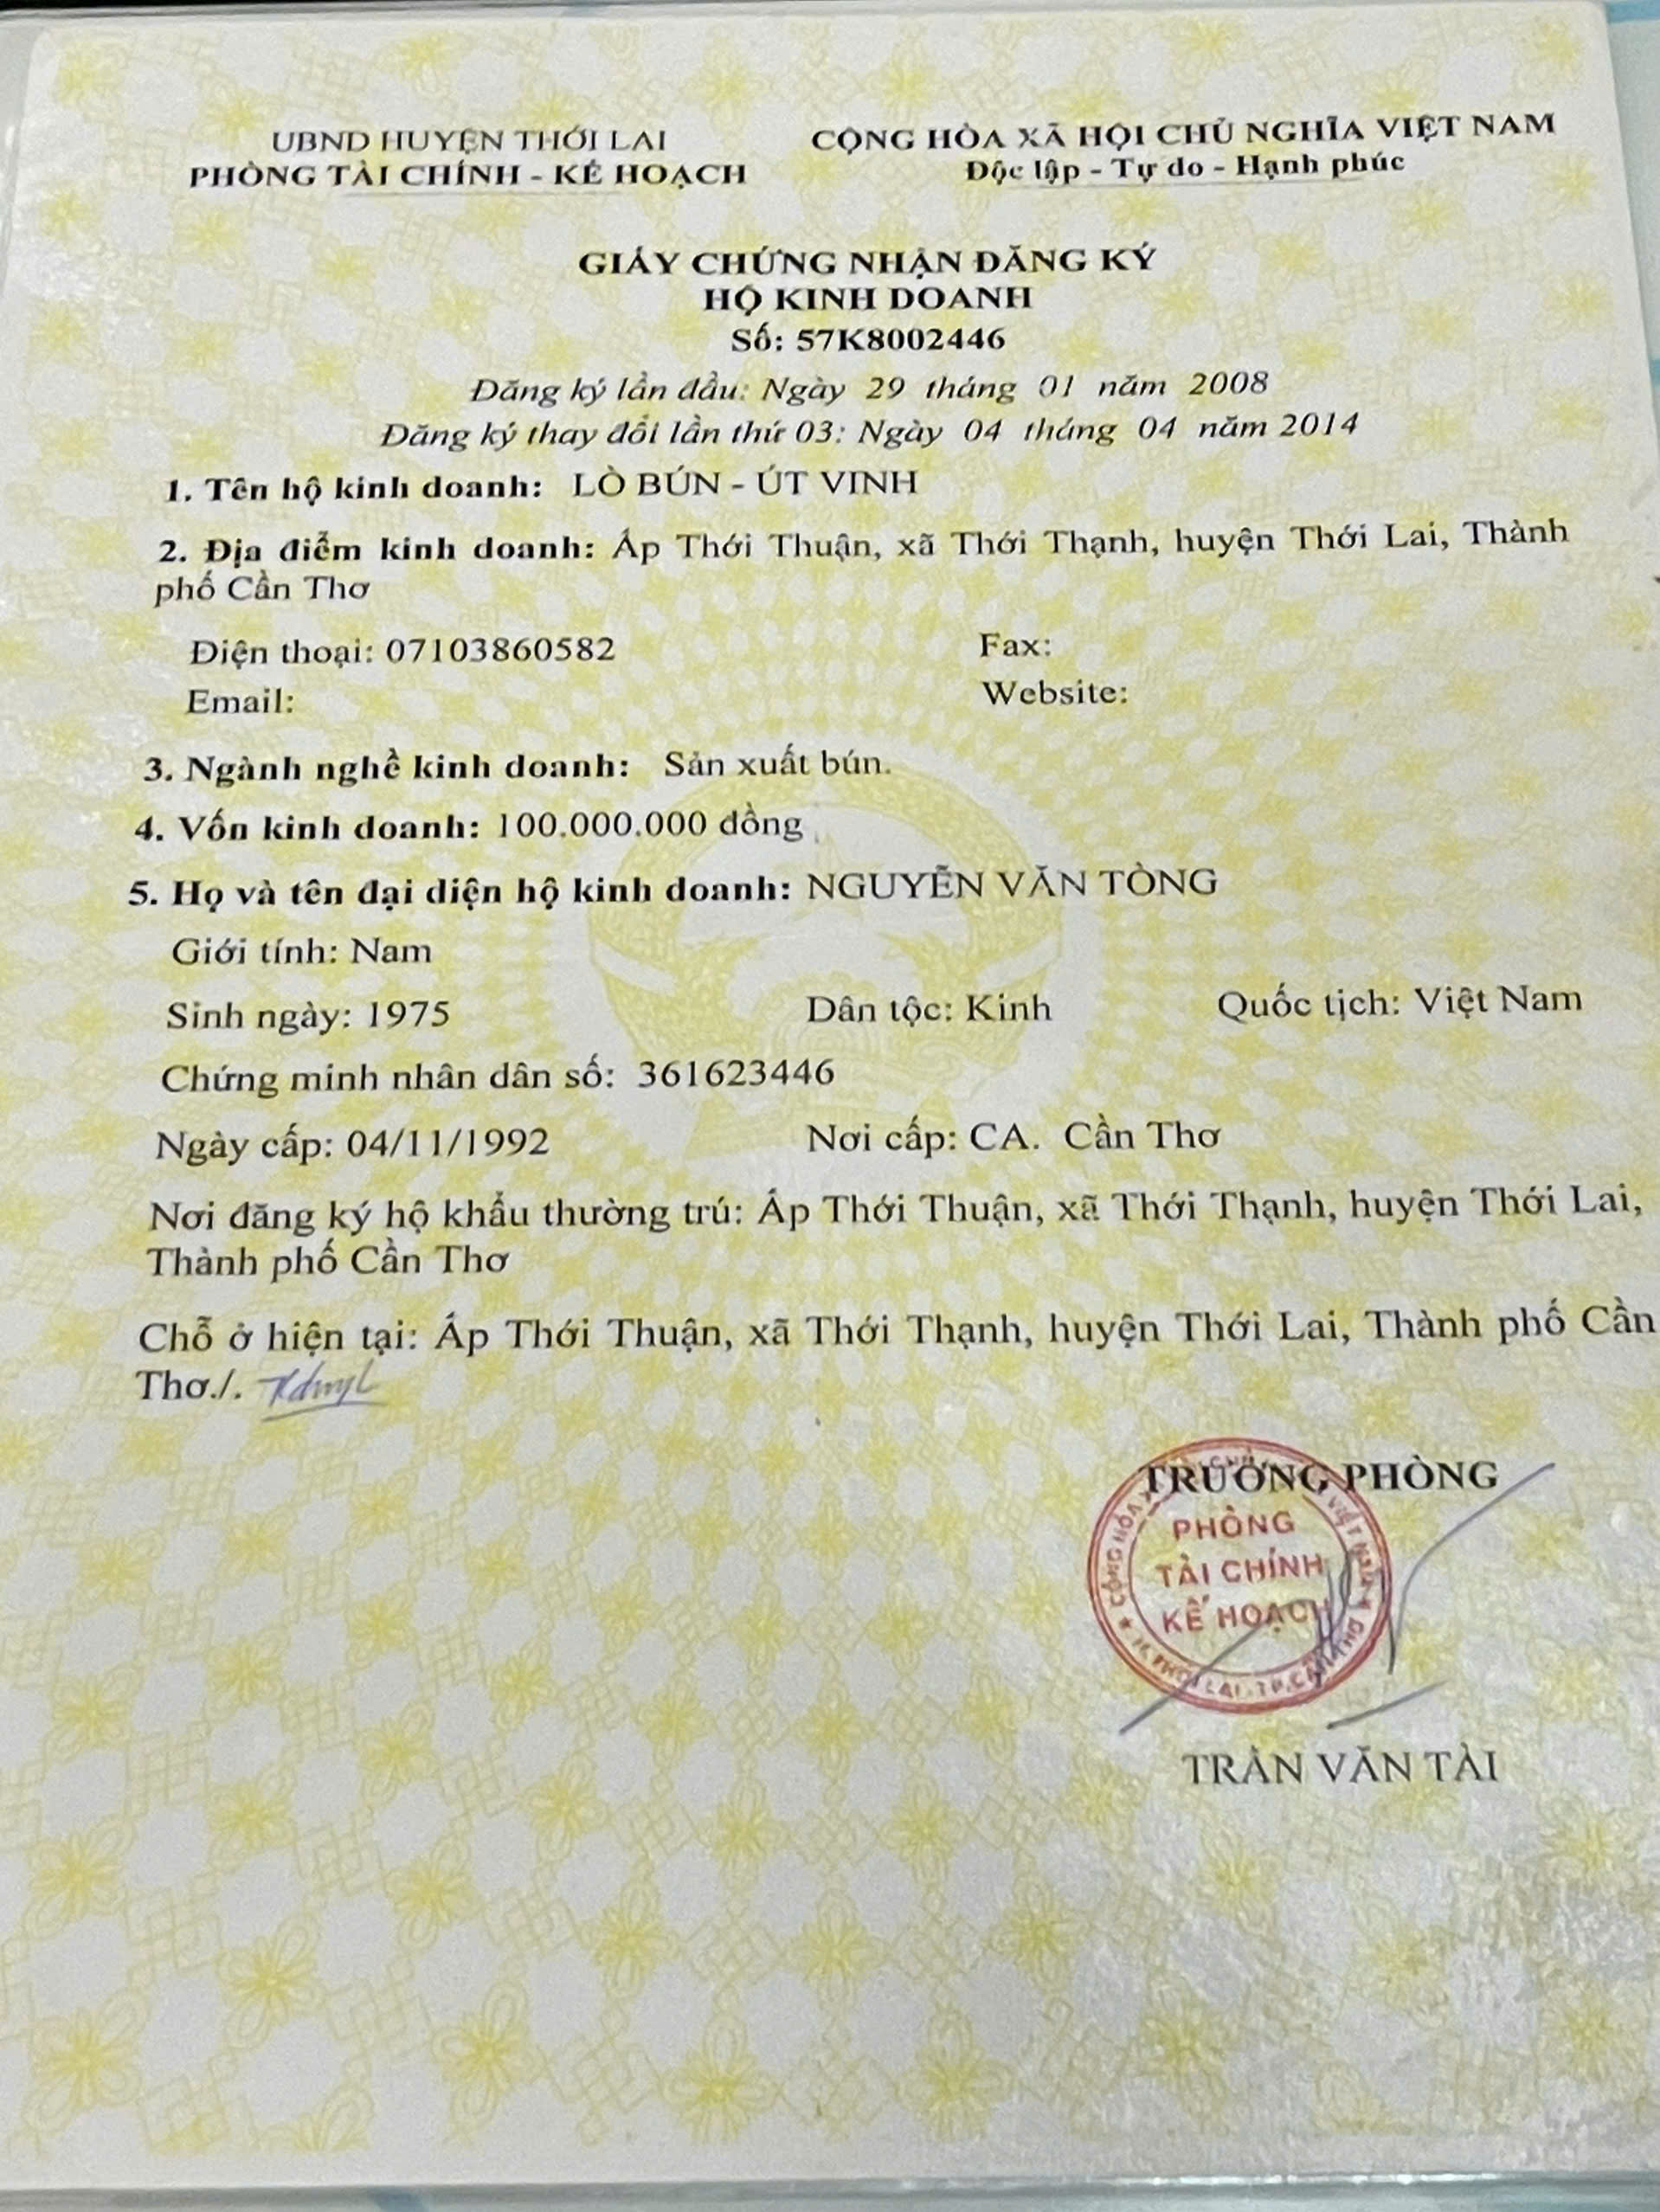 UBND HUYỆN THỚI LAI
PHÒNG TÀI CHÍNH - KẾ HOẠCH
CỘNG HÒA XÃ HỘI CHỦ NGHĨA VIỆT NAM
Độc lập - Tự do - Hạnh phúc
GIẤY CHỨNG NHẬN ĐĂNG KÝ
HỘ KINH DOANH
Số: 57K8002446
Đăng ký lần đầu: Ngày 29 tháng 01 năm 2008
Đăng ký thay đổi lần thứ 03: Ngày 04 tháng 04 năm 2014
1. Tên hộ kinh doanh: LÒ BÚN - ÚT VINH
2. Địa điểm kinh doanh: Ấp Thới Thuận, xã Thới Thạnh, huyện Thới Lai, Thành
phố Cần Thơ
Điện thoại: 07103860582 Fax:
Email: Website:
3. Ngành nghề kinh doanh: Sản xuất bún.
4. Vốn kinh doanh: 100.000.000 đồng
5. Họ và tên đại diện hộ kinh doanh: NGUYỄN VĂN TÒNG
Giới tính: Nam
Sinh ngày: 1975 Dân tộc: Kinh Quốc tịch: Việt Nam
Chứng minh nhân dân số: 361623446
Ngày cấp: 04/11/1992 Nơi cấp: CA. Cần Thơ
Nơi đăng ký hộ khẩu thường trú: Ấp Thới Thuận, xã Thới Thạnh, huyện Thới Lai,
Thành phố Cần Thơ
Chỗ ở hiện tại: Ấp Thới Thuận, xã Thới Thạnh, huyện Thới Lai, Thành phố Cần
Thơ./.
TRƯỞNG PHÒNG
PHÒNG
TÀI CHÍNH
KẾ HOẠCH
CỘNG HÒA VIỆT NAM
H. THỚI LAI - TP. CẦN THƠ
TRẦN VĂN TÀI